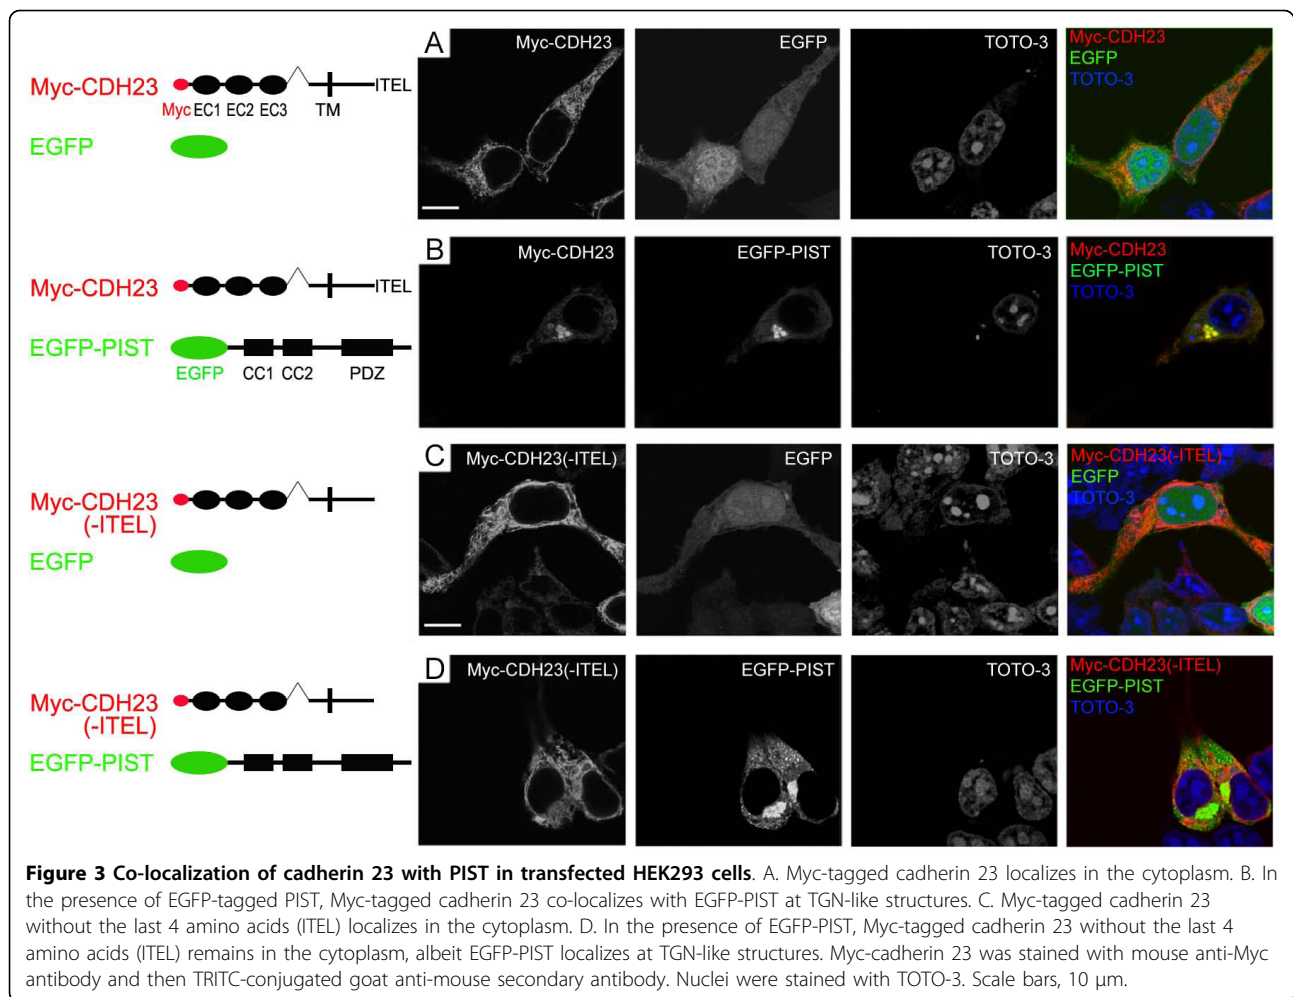 A Myc-CDH23 EGFP TOTO-3 Myc-CDH23
EGFP
TOTO-3
Myc-CDH23 ITEL
Myc EC1 EC2 EC3 TM
EGFP
B Myc-CDH23 EGFP-PIST TOTO-3 Myc-CDH23
EGFP-PIST
TOTO-3
Myc-CDH23 ITEL
EGFP-PIST
EGFP CC1 CC2 PDZ
C Myc-CDH23(-ITEL) EGFP TOTO-3 Myc-CDH23(-ITEL)
EGFP
TOTO-3
Myc-CDH23
(-ITEL)
EGFP
D Myc-CDH23(-ITEL) EGFP-PIST TOTO-3 Myc-CDH23(-ITEL)
EGFP-PIST
TOTO-3
Myc-CDH23
(-ITEL)
EGFP-PIST
Figure 3 Co-localization of cadherin 23 with PIST in transfected HEK293 cells. A. Myc-tagged cadherin 23 localizes in the cytoplasm. B. In
the presence of EGFP-tagged PIST, Myc-tagged cadherin 23 co-localizes with EGFP-PIST at TGN-like structures. C. Myc-tagged cadherin 23
without the last 4 amino acids (ITEL) localizes in the cytoplasm. D. In the presence of EGFP-PIST, Myc-tagged cadherin 23 without the last 4
amino acids (ITEL) remains in the cytoplasm, albeit EGFP-PIST localizes at TGN-like structures. Myc-cadherin 23 was stained with mouse anti-Myc
antibody and then TRITC-conjugated goat anti-mouse secondary antibody. Nuclei were stained with TOTO-3. Scale bars, 10 μm.